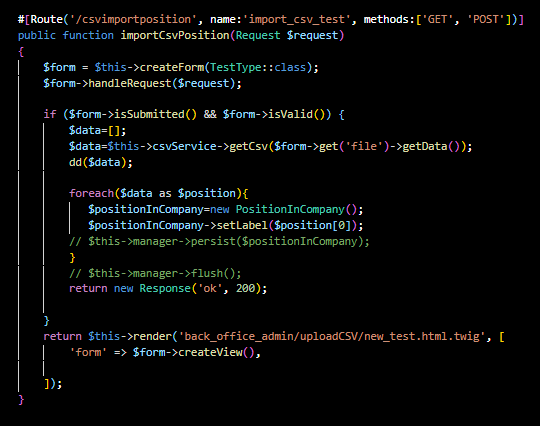 #[Route('/csvimportposition', name:'import_csv_test', methods:['GET', 'POST'])]
public function importCsvPosition(Request $request)
{
    $form = $this->createForm(TestType::class);
    $form->handleRequest($request);

    if ($form->isSubmitted() && $form->isValid()) {
        $data=[];
        $data=$this->csvService->getCsv($form->get('file')->getData());
        dd($data);

        foreach($data as $position){
            $positionInCompany=new PositionInCompany();
            $positionInCompany->setLabel($position[0]);
        // $this->manager->persist($positionInCompany);
        }
        // $this->manager->flush();
        return new Response('ok', 200);

    }
    return $this->render('back_office_admin/uploadCSV/new_test.html.twig', [
        'form' => $form->createView(),

    ]);
}